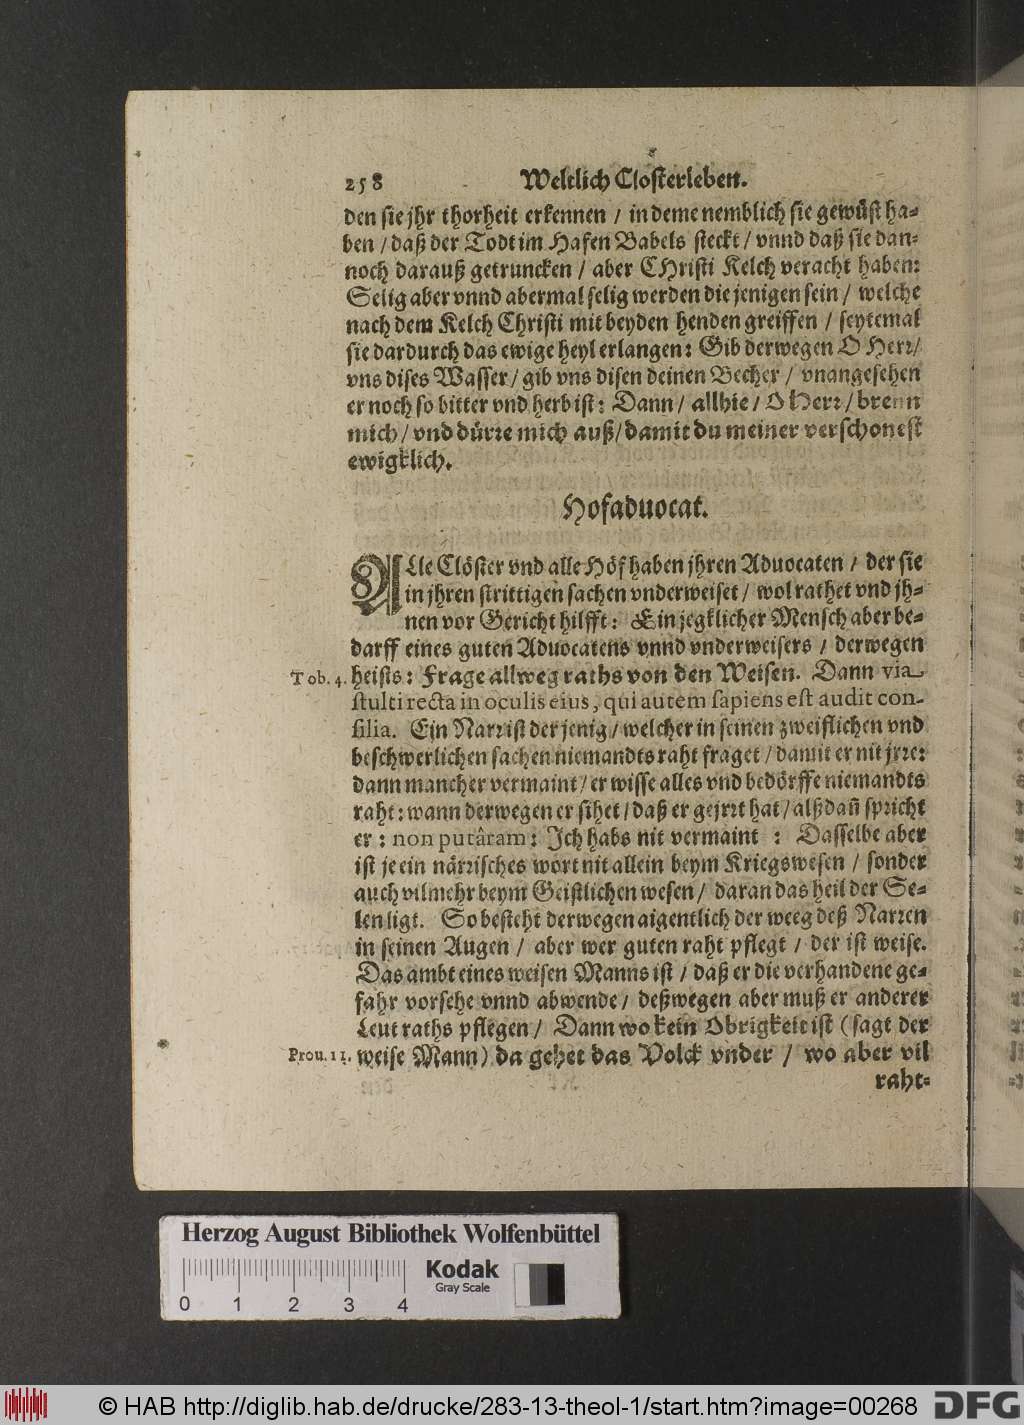 258 Weltlich Closterleben.
den sie jhr thorheit erkennen / in deme nemblich sie gewüst ha-
ben / daß der Todt im Hafen Babels steckt / vnnd daß sie dan-
noch darauß getruncken / aber CHristi Kelch veracht haben:
Selig aber vnnd abermal selig werden die jenigen sein / welche
nach dem Kelch Christi mit beyden henden greiffen / seytemal
sie dardurch das ewige heyl erlangen: Gib derwegen O Herr/
vns dises Wasser / gib vns disen deinen Becher / vnangesehen
er noch so bitter vnd herb ist: Dann / allhie / O Herr / brenn
mich / vnd dürre mich auß / damit du meiner verschonest
ewigklich.
Hofaduocat.
ALle Clöster vnd alle Höf haben jhren Aduocaten / der sie
in jhren strittigen sachen vnderweiset / wol rathet vnd jh-
nen vor Gericht hilfft: Ein jegklicher Mensch aber be-
darff eines guten Aduocatens vnnd vnderweisers / derwegen
Tob. 4. heists: Frage allweg raths von den Weisen. Dann via
stulti recta in oculis eius, qui autem sapiens est audit con-
silia. Ein Narr ist der jenig / welcher in seinen zweiflichen vnd
beschwerlichen sachen niemandts raht fraget / damit er nit jrre:
dann mancher vermaint / er wisse alles vnd bedörffe niemandts
raht: wann derwegen er sihet / daß er gejrrt hat / alßdañ spricht
er: non putâram: Ich habs nit vermaint : Dasselbe aber
ist je ein närrisches wort nit allein beym Kriegswesen / sonder
auch vilmehr beym Geistlichen wesen / daran das heil der See-
len ligt. So besteht derwegen aigentlich der weeg deß Narren
in seinen Augen / aber wer guten raht pflegt / der ist weise.
Das ambt eines weisen Manns ist / daß er die verhandene ge-
fahr vorsehe vnnd abwende / deßwegen aber muß er anderer
Leut raths pflegen / Dann wo kein Obrigkeit ist (sagt der
Prou. 11. weise Mann) da gehet das Volck vnder / wo aber vil
raht-
Herzog August Bibliothek Wolfenbüttel
Kodak
Gray Scale
0 1 2 3 4
© HAB http://diglib.hab.de/drucke/283-13-theol-1/start.htm?image=00268
DFG